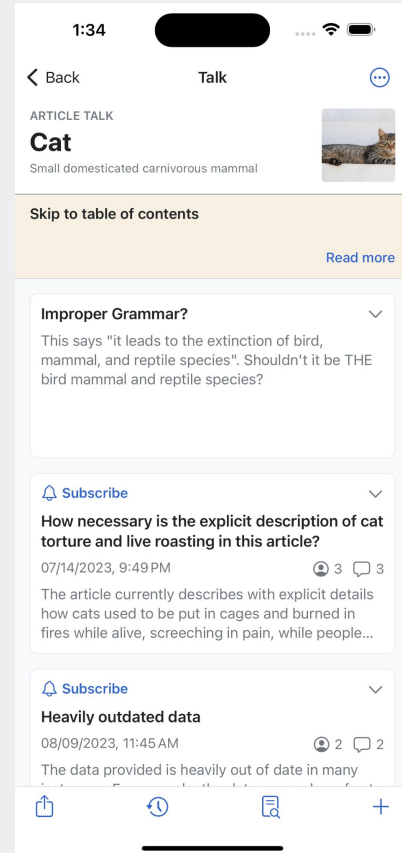 1:34
Back
Talk
ARTICLE TALK
Cat
Small domesticated carnivorous mammal
Skip to table of contents
Read more
Improper Grammar?
This says "it leads to the extinction of bird,
mammal, and reptile species". Shouldn't it be THE
bird mammal and reptile species?
Subscribe
How necessary is the explicit description of cat
torture and live roasting in this article?
07/14/2023, 9:49 PM
3 3
The article currently describes with explicit details
how cats used to be put in cages and burned in
fires while alive, screeching in pain, while people...
Subscribe
Heavily outdated data
08/09/2023, 11:45 AM
2 2
The data provided is heavily out of date in many